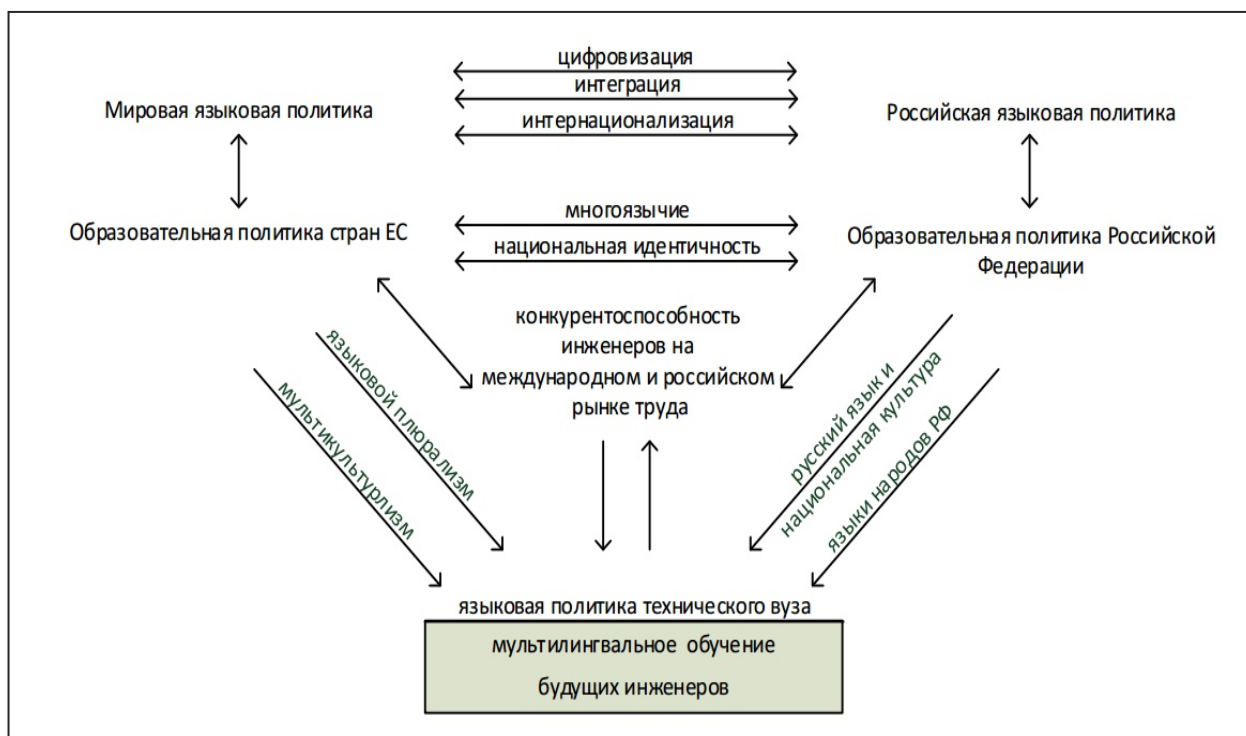 цифровизация
интеграция
интернационализация
Мировая языковая политика
Российская языковая политика
многоязычие
национальная идентичность
Образовательная политика стран ЕС
Образовательная политика Российской
Федерации
конкурентоспособность
инженеров на
международном и российском
рынке труда
мультикультурлизм
языковой плюрализм
русский язык и
национальная культура
языки народов РФ
языковая политика технического вуза
мультилингвальное обучение
будущих инженеров